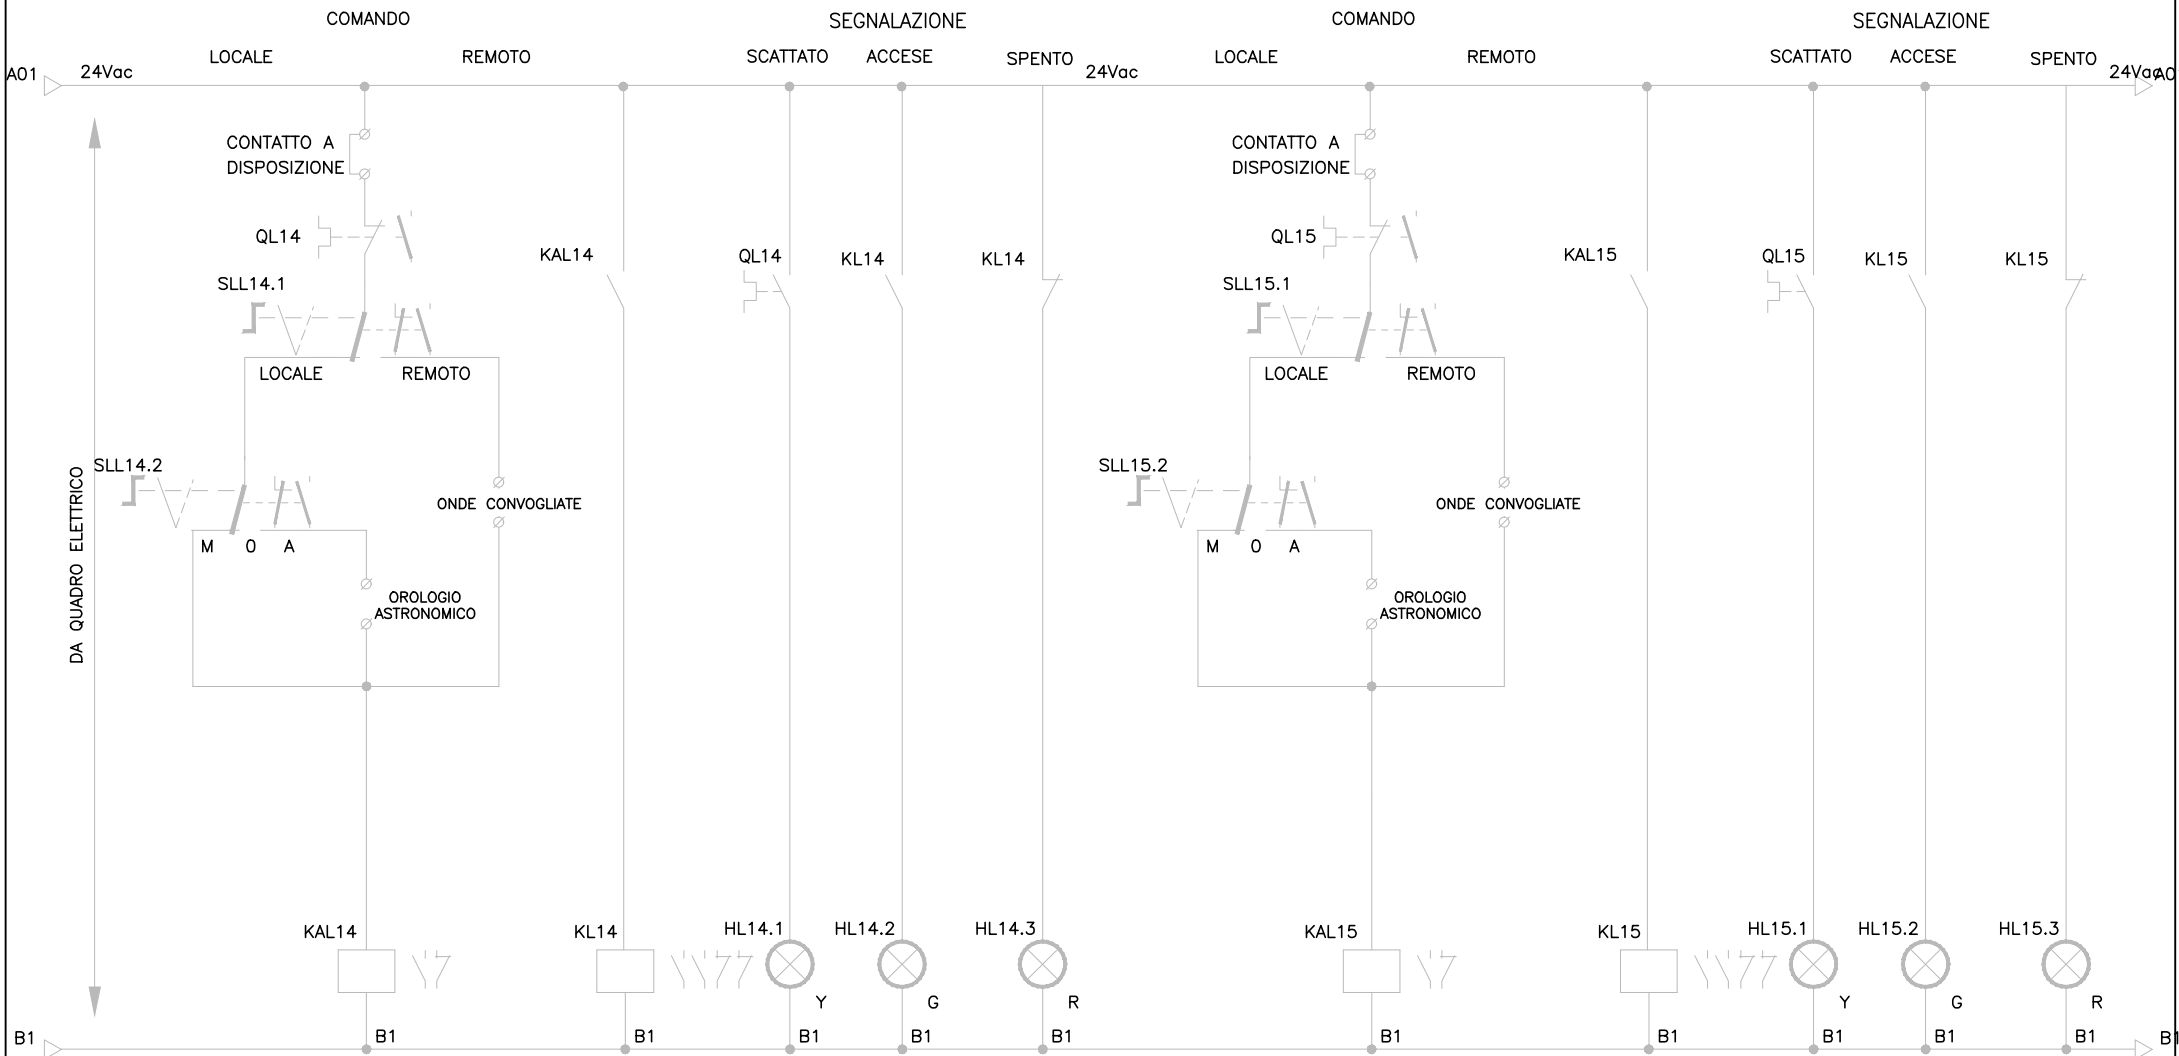 COMANDO
SEGNALAZIONE
COMANDO
SEGNALAZIONE
LOCALE
REMOTO
SCATTATO
ACCESE
SPENTO
LOCALE
REMOTO
SCATTATO
ACCESE
SPENTO
A01
24Vac
24Vac
24Vac
A0
CONTATTO A
DISPOSIZIONE
CONTATTO A
DISPOSIZIONE
QL14
KAL14
QL14
KL14
KL14
QL15
KAL15
QL15
KL15
KL15
SLL14.1
SLL15.1
LOCALE
REMOTO
LOCALE
REMOTO
SLL14.2
SLL15.2
DA QUADRO ELETTRICO
ONDE CONVOGLIATE
ONDE CONVOGLIATE
M O A
M O A
OROLOGIO
ASTRONOMICO
OROLOGIO
ASTRONOMICO
KAL14
KL14
HL14.1
HL14.2
HL14.3
KAL15
KL15
HL15.1
HL15.2
HL15.3
Y
G
R
Y
G
R
B1
B1
B1
B1
B1
B1
B1
B1
B1
B1
B1
B1